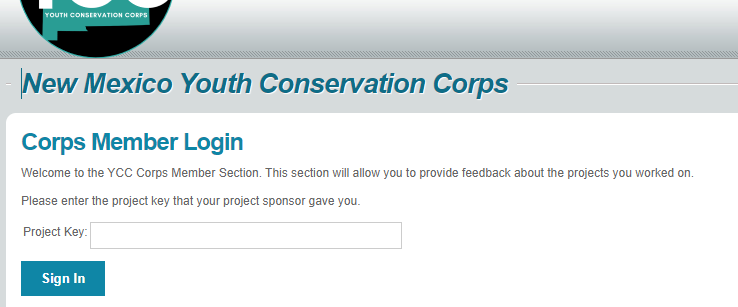 YOUTH CONSERVATION CORPS
New Mexico Youth Conservation Corps
Corps Member Login
Welcome to the YCC Corps Member Section. This section will allow you to provide feedback about the projects you worked on.
Please enter the project key that your project sponsor gave you.
Project Key:
Sign In